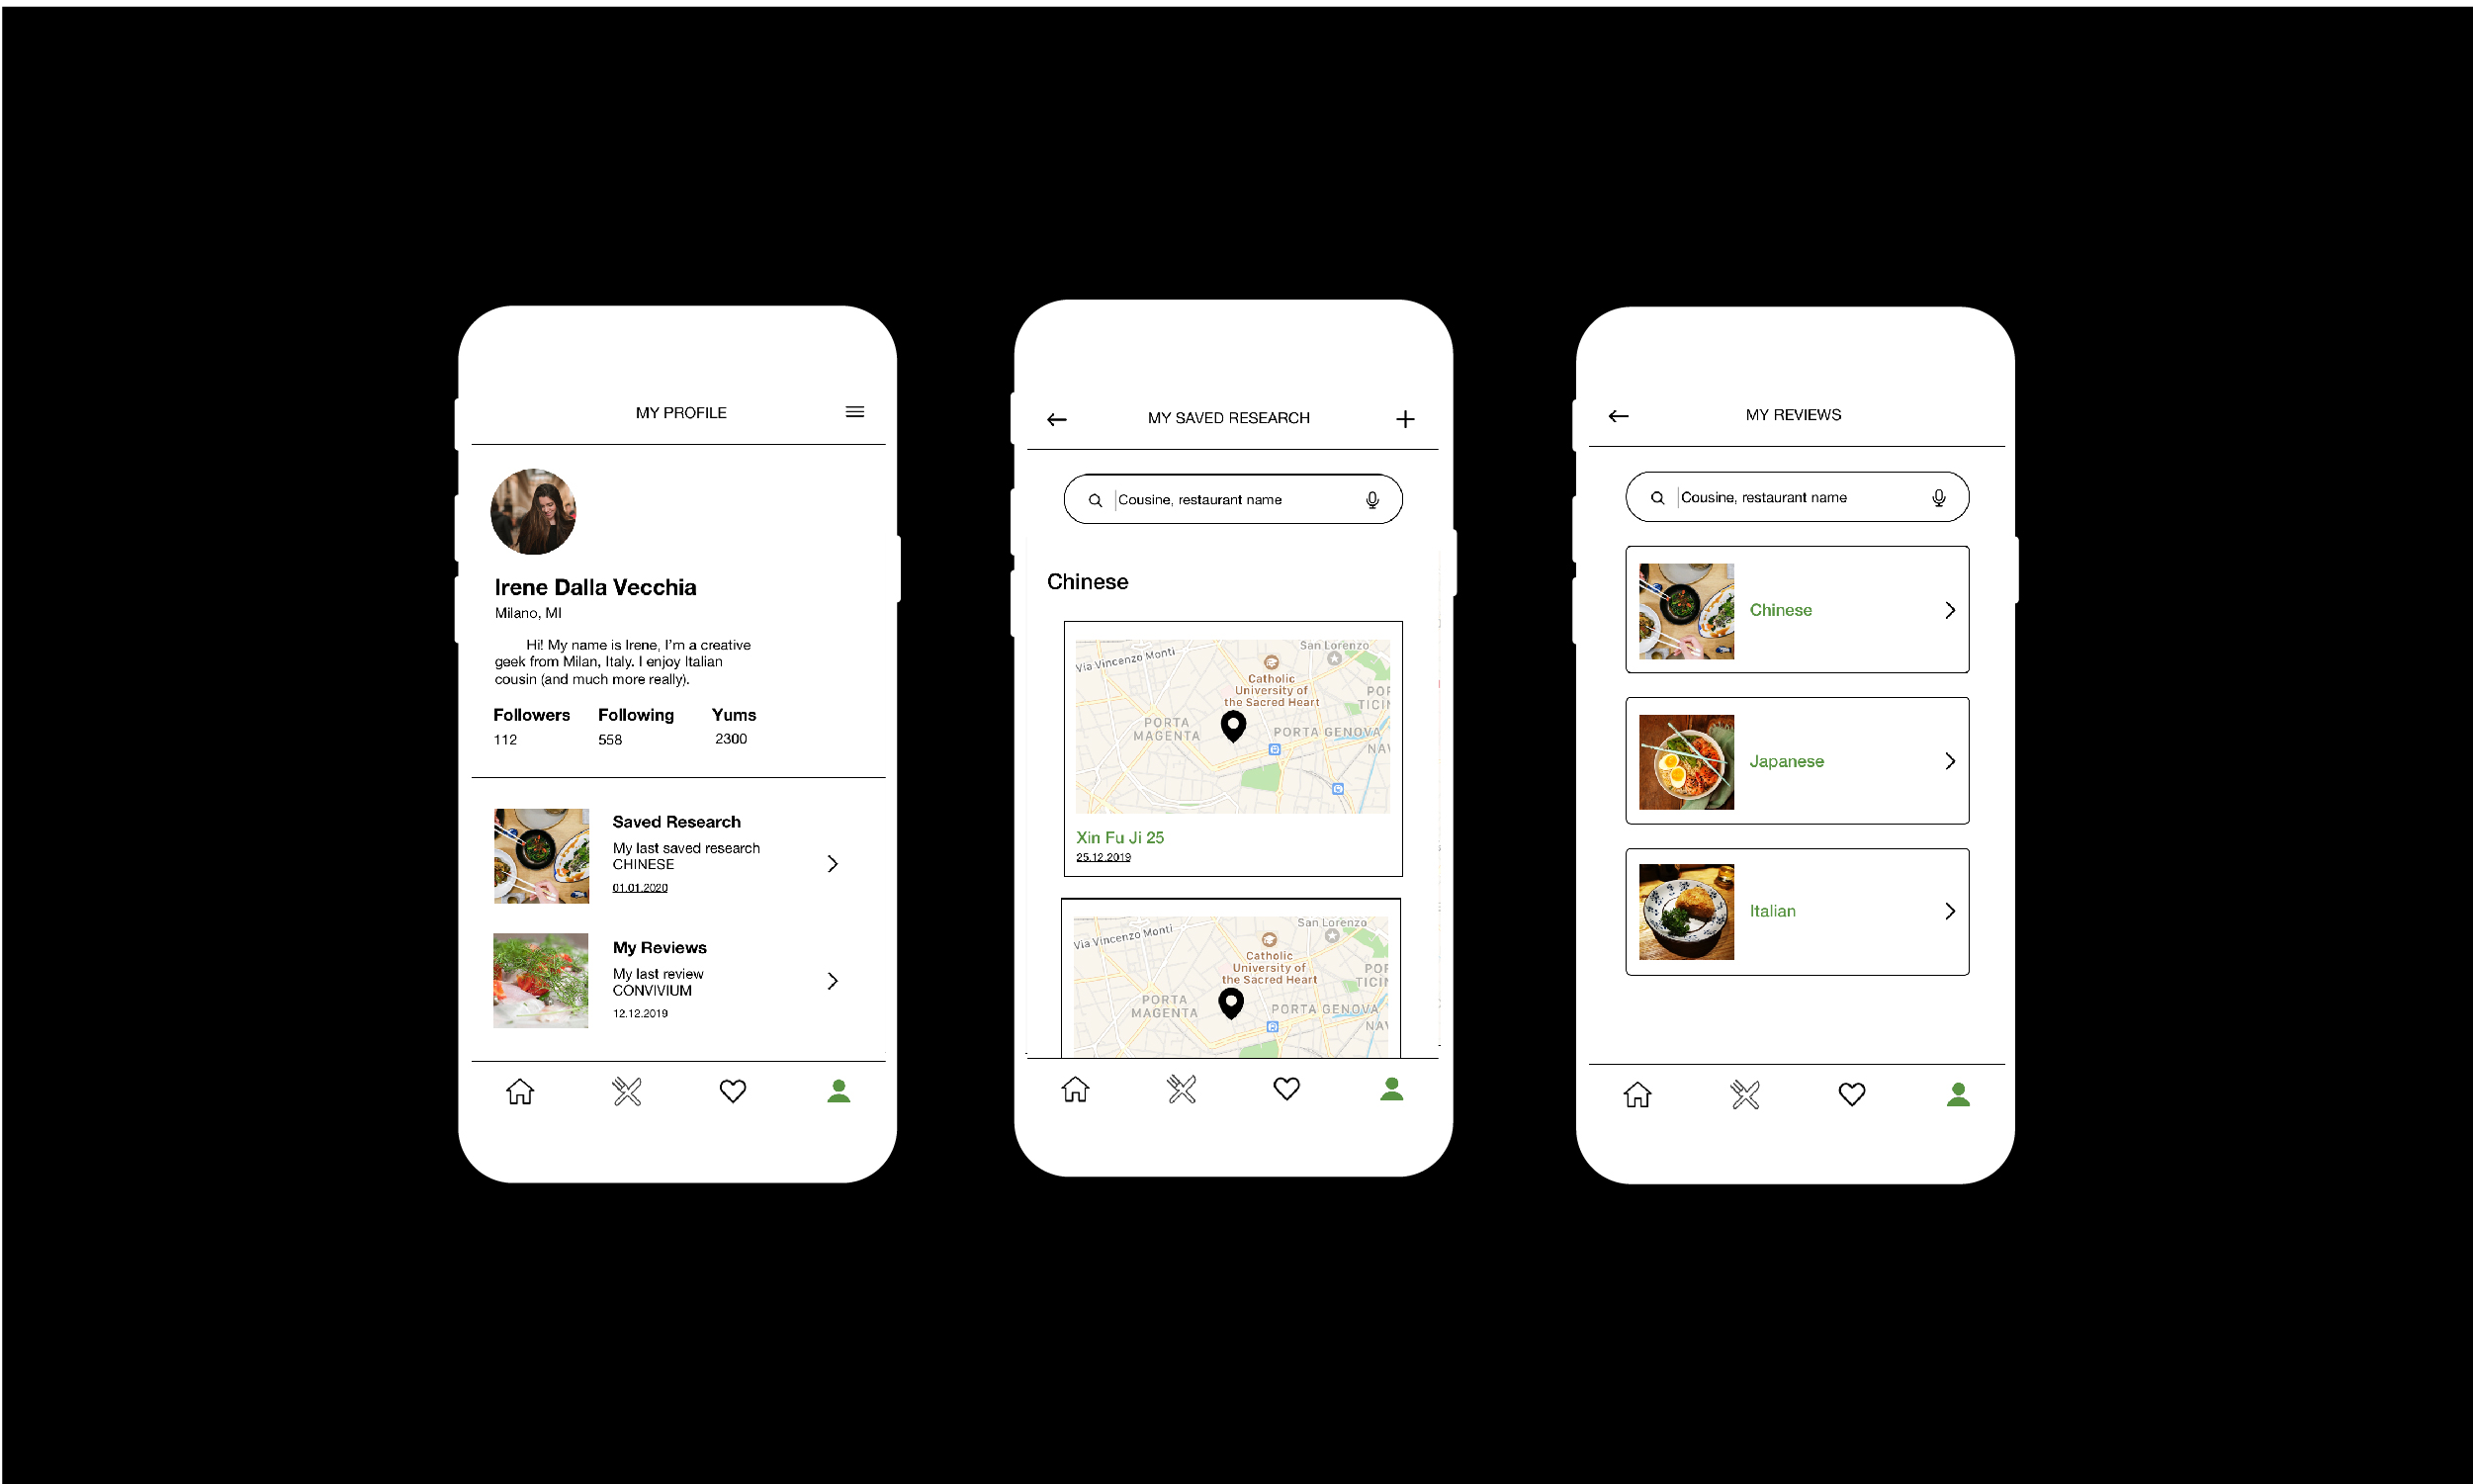 MY PROFILE
Irene Dalla Vecchia
Milano, MI
Hi! My name is Irene, I'm a creative
geek from Milan, Italy. I enjoy Italian
cousin (and much more really).
Followers Following Yums
112 558 2300
Saved Research
My last saved research
CHINESE
01.01.2020
My Reviews
My last review
CONVIVIUM
12.12.2019
MY SAVED RESEARCH
Cousine, restaurant name
Chinese
Via Vincenzo Monti
San Lorenzo
Catholic
University of
the Sacred Heart
POR
TICIN
PORTA
MAGENTA
PORTA GENOVA
NAV
Xin Fu Ji 25
25.12.2019
Via Vincenzo Monti
San Lorenzo
Catholic
University of
the Sacred Heart
POR
TICIN
PORTA
MAGENTA
PORTA GENOVA
NAV
MY REVIEWS
Cousine, restaurant name
Chinese
Japanese
Italian